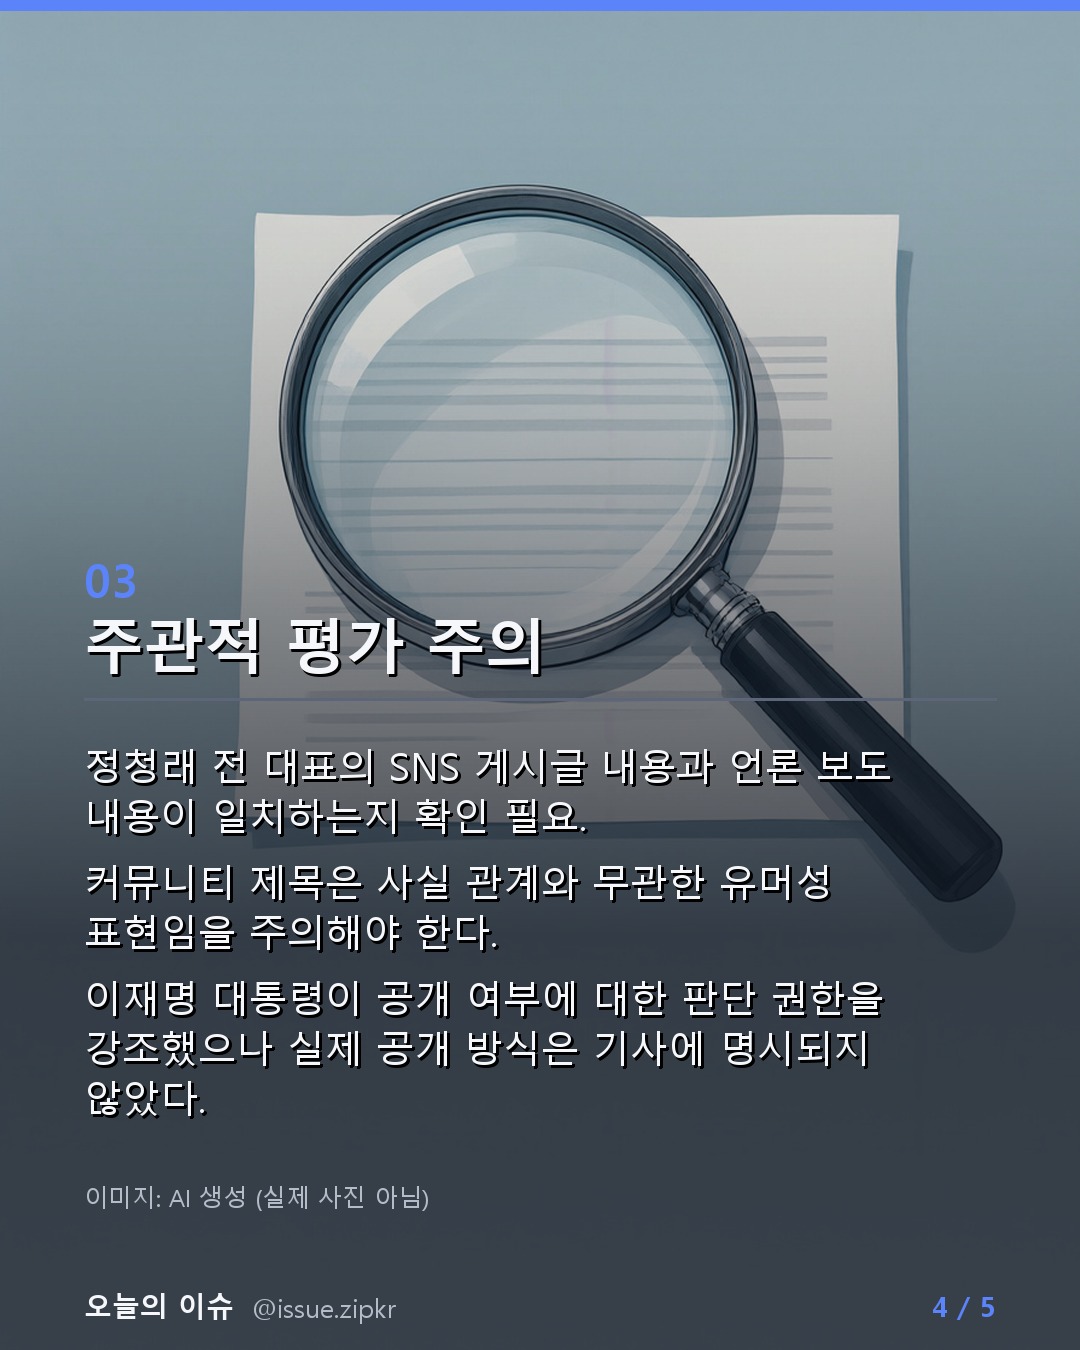 03
주관적 평가 주의
정청래 전 대표의 SNS 게시글 내용과 언론 보도
내용이 일치하는지 확인 필요.
커뮤니티 제목은 사실 관계와 무관한 유머성
표현임을 주의해야 한다.
이재명 대통령이 공개 여부에 대한 판단 권한을
강조했으나 실제 공개 방식은 기사에 명시되지
않았다.
이미지: AI 생성 (실제 사진 아님)
오늘의 이슈 @issue.zipkr
4 / 5